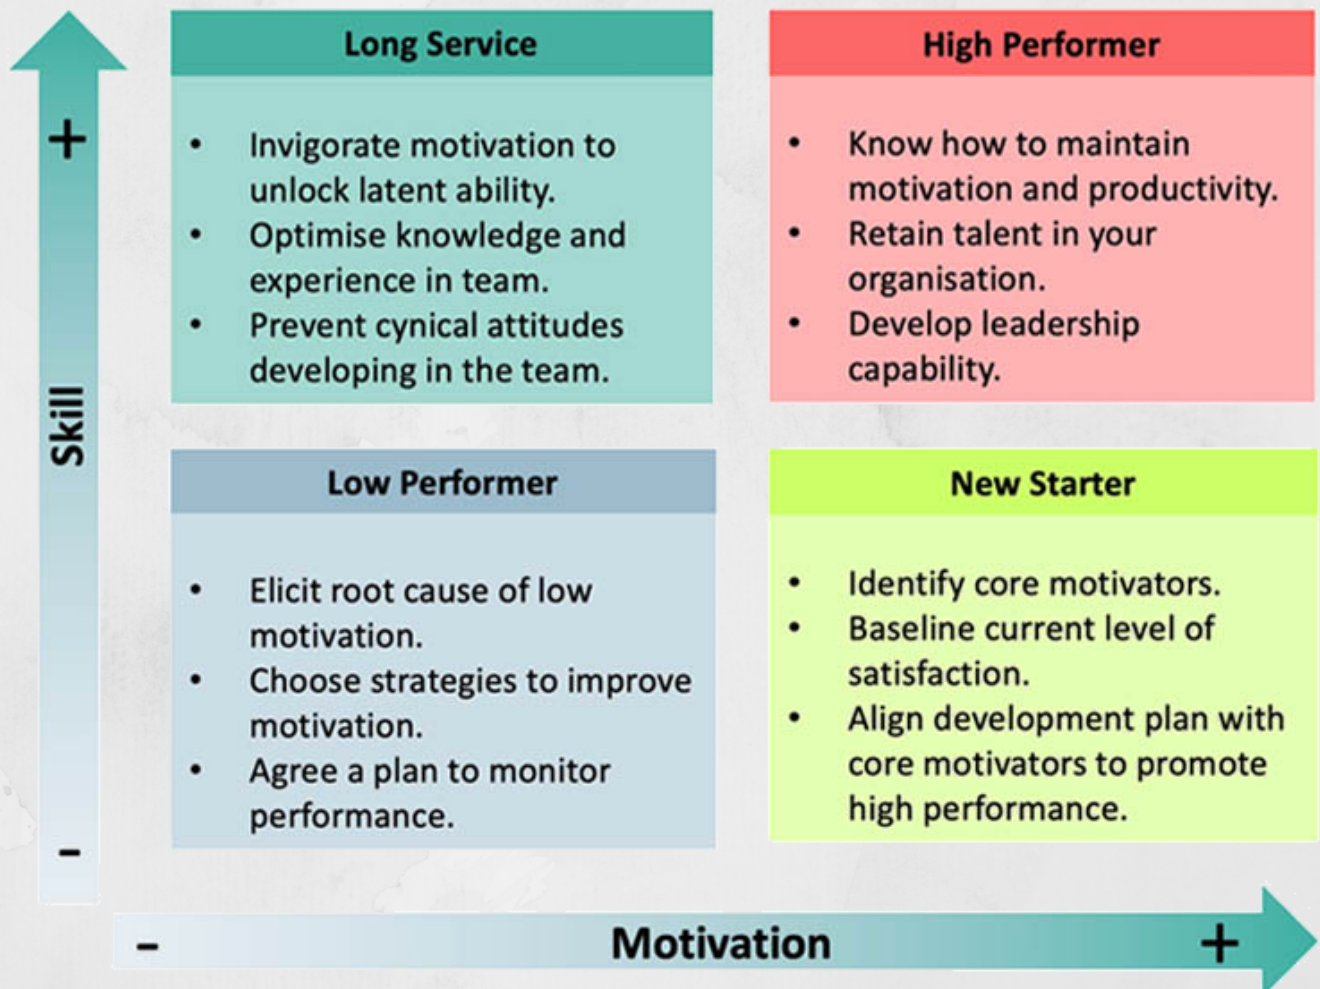 Long Service
• Invigorate motivation to
unlock latent ability.
• Optimise knowledge and
experience in team.
• Prevent cynical attitudes
developing in the team.
High Performer
• Know how to maintain
motivation and productivity.
• Retain talent in your
organisation.
• Develop leadership
capability.
+
Skill
-
Low Performer
• Elicit root cause of low
motivation.
• Choose strategies to improve
motivation.
• Agree a plan to monitor
performance.
New Starter
• Identify core motivators.
• Baseline current level of
satisfaction.
• Align development plan with
core motivators to promote
high performance.
- Motivation +